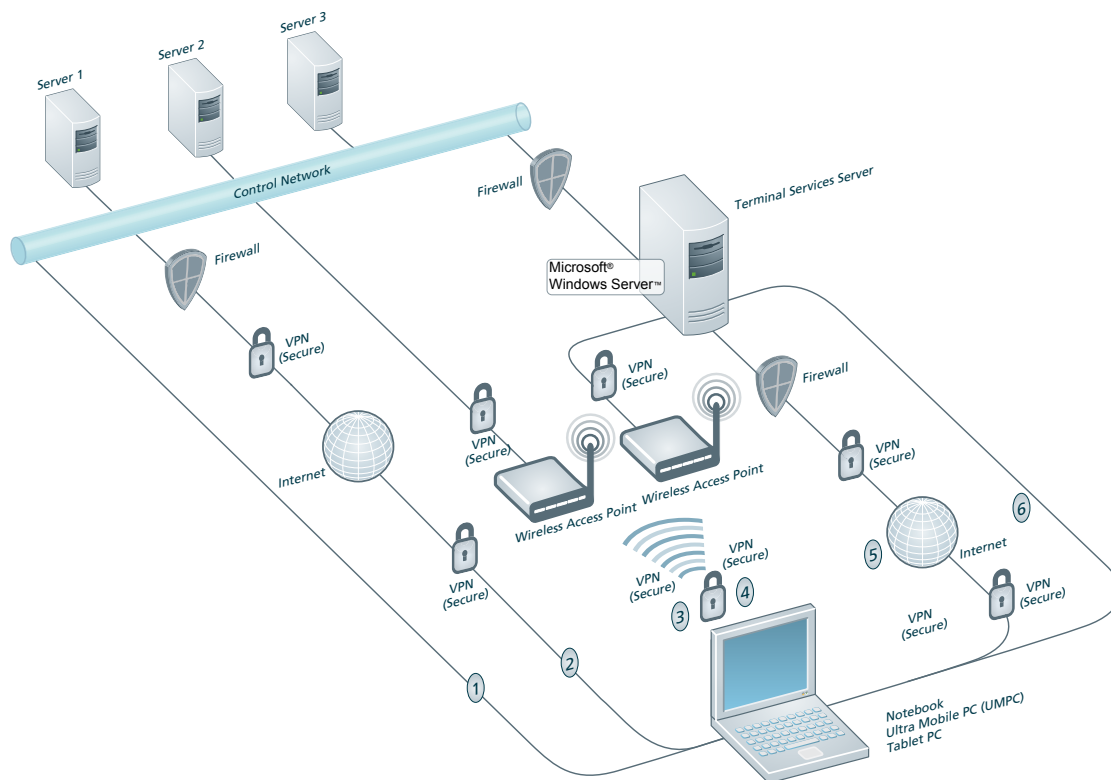 Server 3
Server 2
Server 1
Control Network
Firewall
Terminal Services Server
Firewall
Microsoft®
Windows Server™
VPN
(Secure)
VPN
(Secure)
Firewall
VPN
(Secure)
VPN
(Secure)
Internet
Wireless Access Point
Wireless Access Point
6
5
Internet
VPN
(Secure)
VPN
(Secure)
VPN
(Secure)
4
3
VPN
(Secure)
VPN
(Secure)
2
1
Notebook
Ultra Mobile PC (UMPC)
Tablet PC